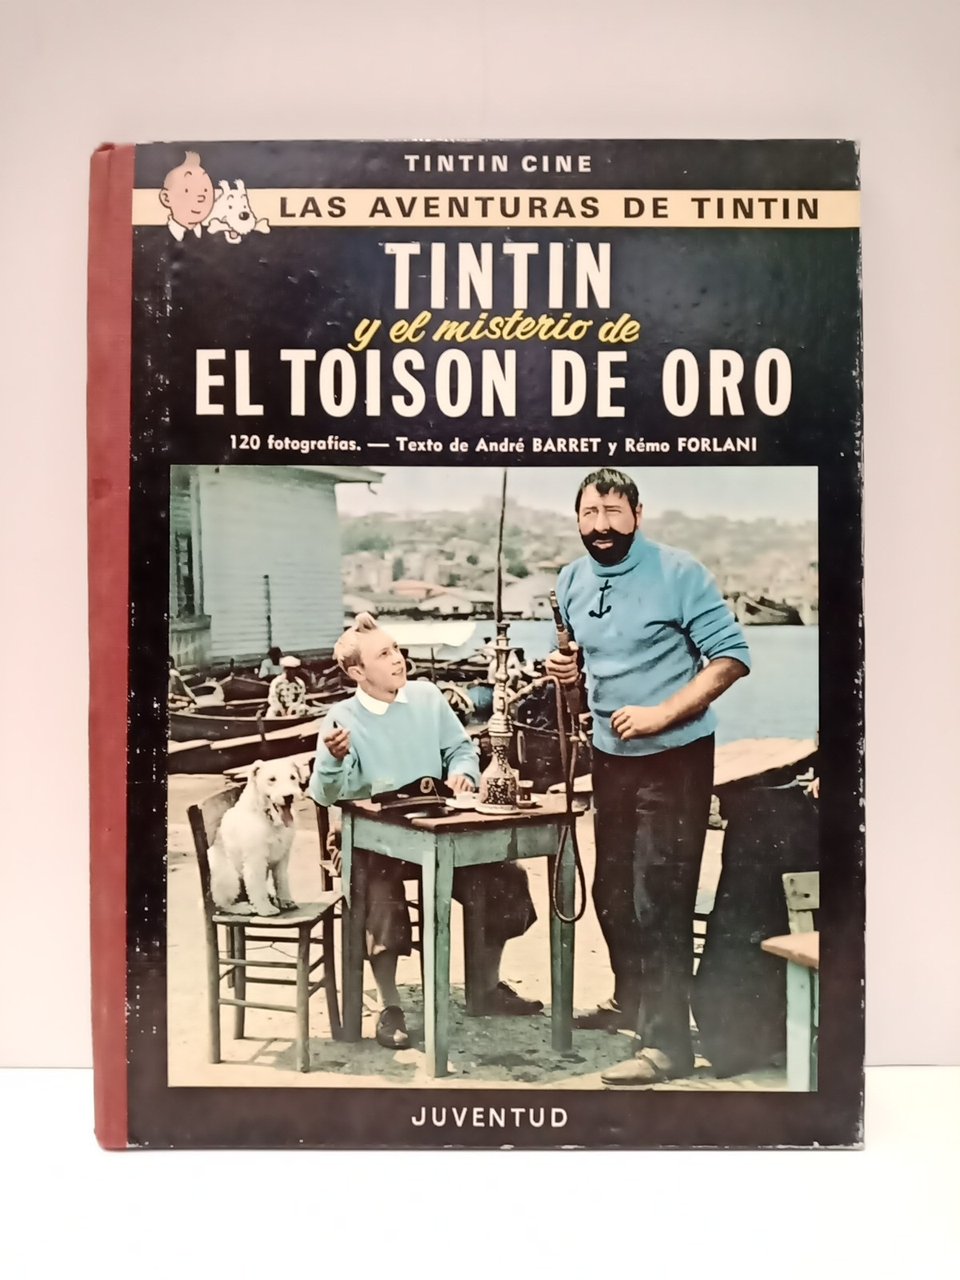 TINTIN CINE
LAS AVENTURAS DE TINTIN
TINTIN
y el misterio de
EL TOISON DE ORO
120 fotografías. — Texto de André BARRET y Rémo FORLANI
JUVENTUD